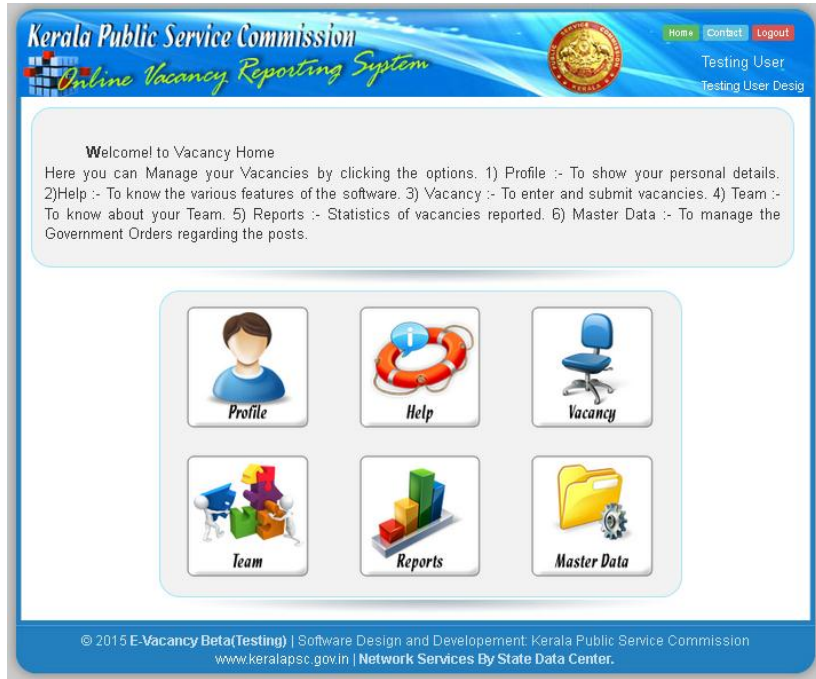 Kerala Public Service Commission
Online Vacancy Reporting System
PUBLIC SERVICE COMMISSION
KERALA
Home Contact Logout
Testing User
Testing User Desig
Welcome! to Vacancy Home
Here you can Manage your Vacancies by clicking the options. 1) Profile :- To show your personal details.
2)Help :- To know the various features of the software. 3) Vacancy :- To enter and submit vacancies. 4) Team :-
To know about your Team. 5) Reports :- Statistics of vacancies reported. 6) Master Data :- To manage the
Government Orders regarding the posts.
Profile
Help
Vacancy
Team
Reports
Master Data
© 2015 E-Vacancy Beta(Testing) | Software Design and Developement: Kerala Public Service Commission
www.keralapsc.gov.in | Network Services By State Data Center.